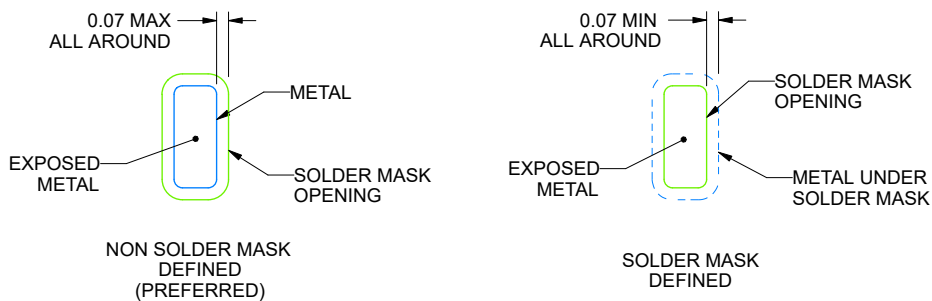 0.07 MAX
ALL AROUND
METAL
EXPOSED
METAL
SOLDER MASK
OPENING
NON SOLDER MASK
DEFINED
(PREFERRED)
0.07 MIN
ALL AROUND
SOLDER MASK
OPENING
EXPOSED
METAL
METAL UNDER
SOLDER MASK
SOLDER MASK
DEFINED